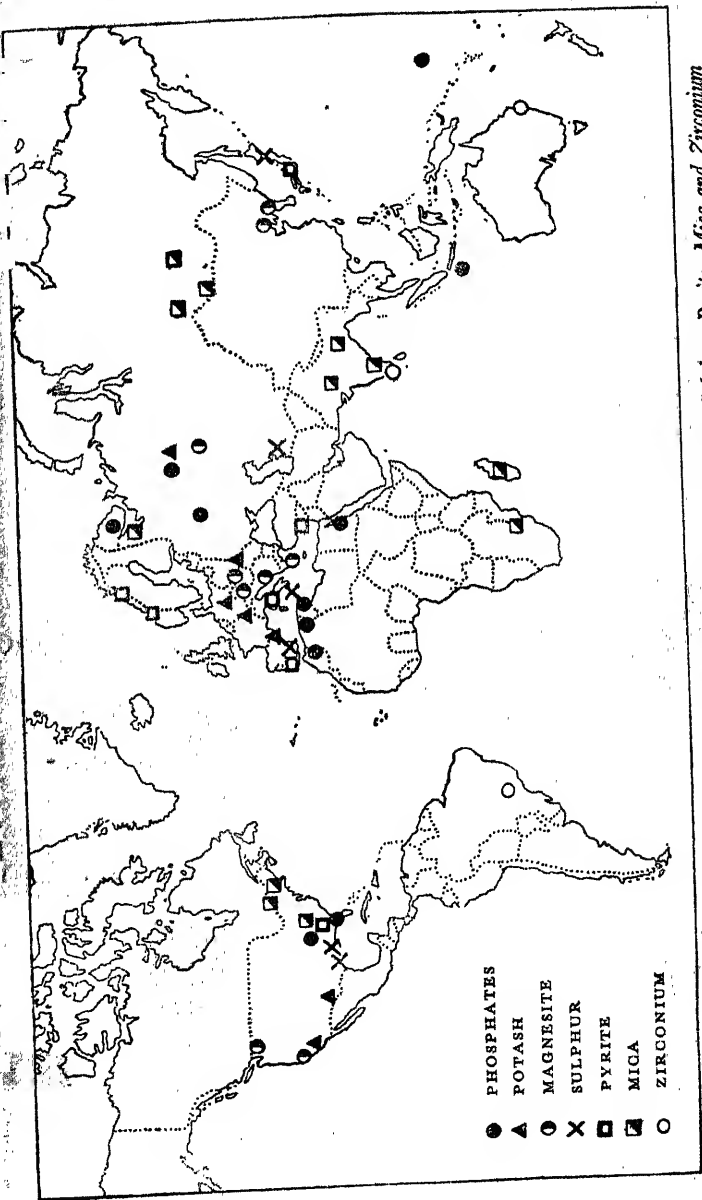 PHOSPHATES
POTASH
MAGNESITE
SULPHUR
PYRITE
MICA
ZIRCONIUM
Mica and Zirconium